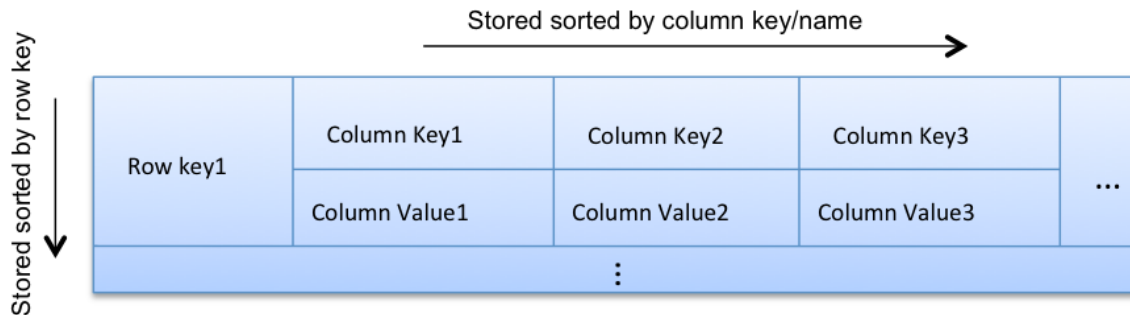 Stored sorted by column key/name
Stored sorted by row key
Row key1
Column Key1
Column Key2
Column Key3
...
Column Value1
Column Value2
Column Value3
⋮